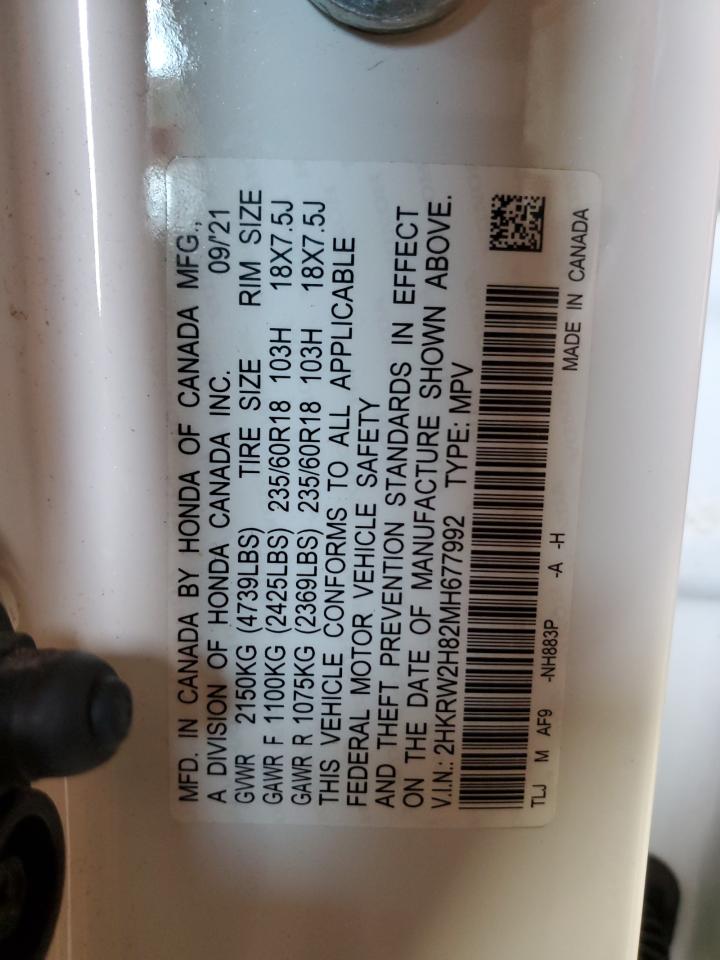 MFD. IN CANADA BY HONDA OF CANADA MFG.,
A DIVISION OF HONDA CANADA INC. 09/'21
GVWR 2150KG (4739LBS) TIRE SIZE RIM SIZE
GAWR F 1100KG (2425LBS) 235/60R18 103H 18X7.5J
GAWR R 1075KG (2369LBS) 235/60R18 103H 18X7.5J
THIS VEHICLE CONFORMS TO ALL APPLICABLE
FEDERAL MOTOR VEHICLE SAFETY
AND THEFT PREVENTION STANDARDS IN EFFECT
ON THE DATE OF MANUFACTURE SHOWN ABOVE.
V.I.N.: 2HKRW2H82MH677992 TYPE: MPV
TLJ M AF9 -NH883P -A -H
MADE IN CANADA